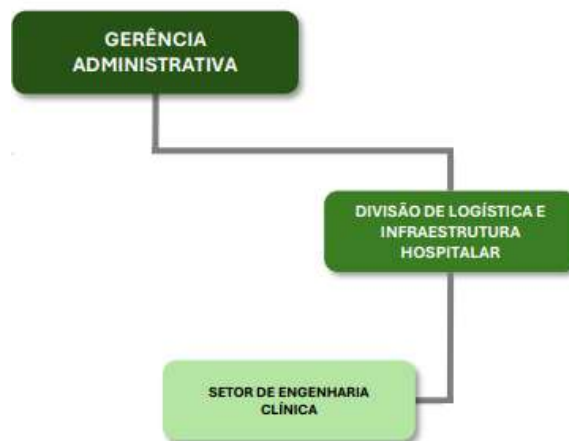 GERÊNCIA
ADMINISTRATIVA
DIVISÃO DE LOGÍSTICA E
INFRAESTRUTURA
HOSPITALAR
SETOR DE ENGENHARIA
CLÍNICA